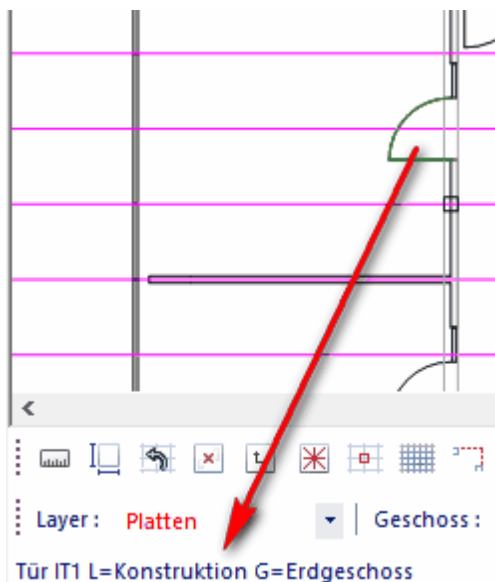 Layer : Platten Geschoss :
Tür IT1 L=Konstruktion G=Erdgeschoss